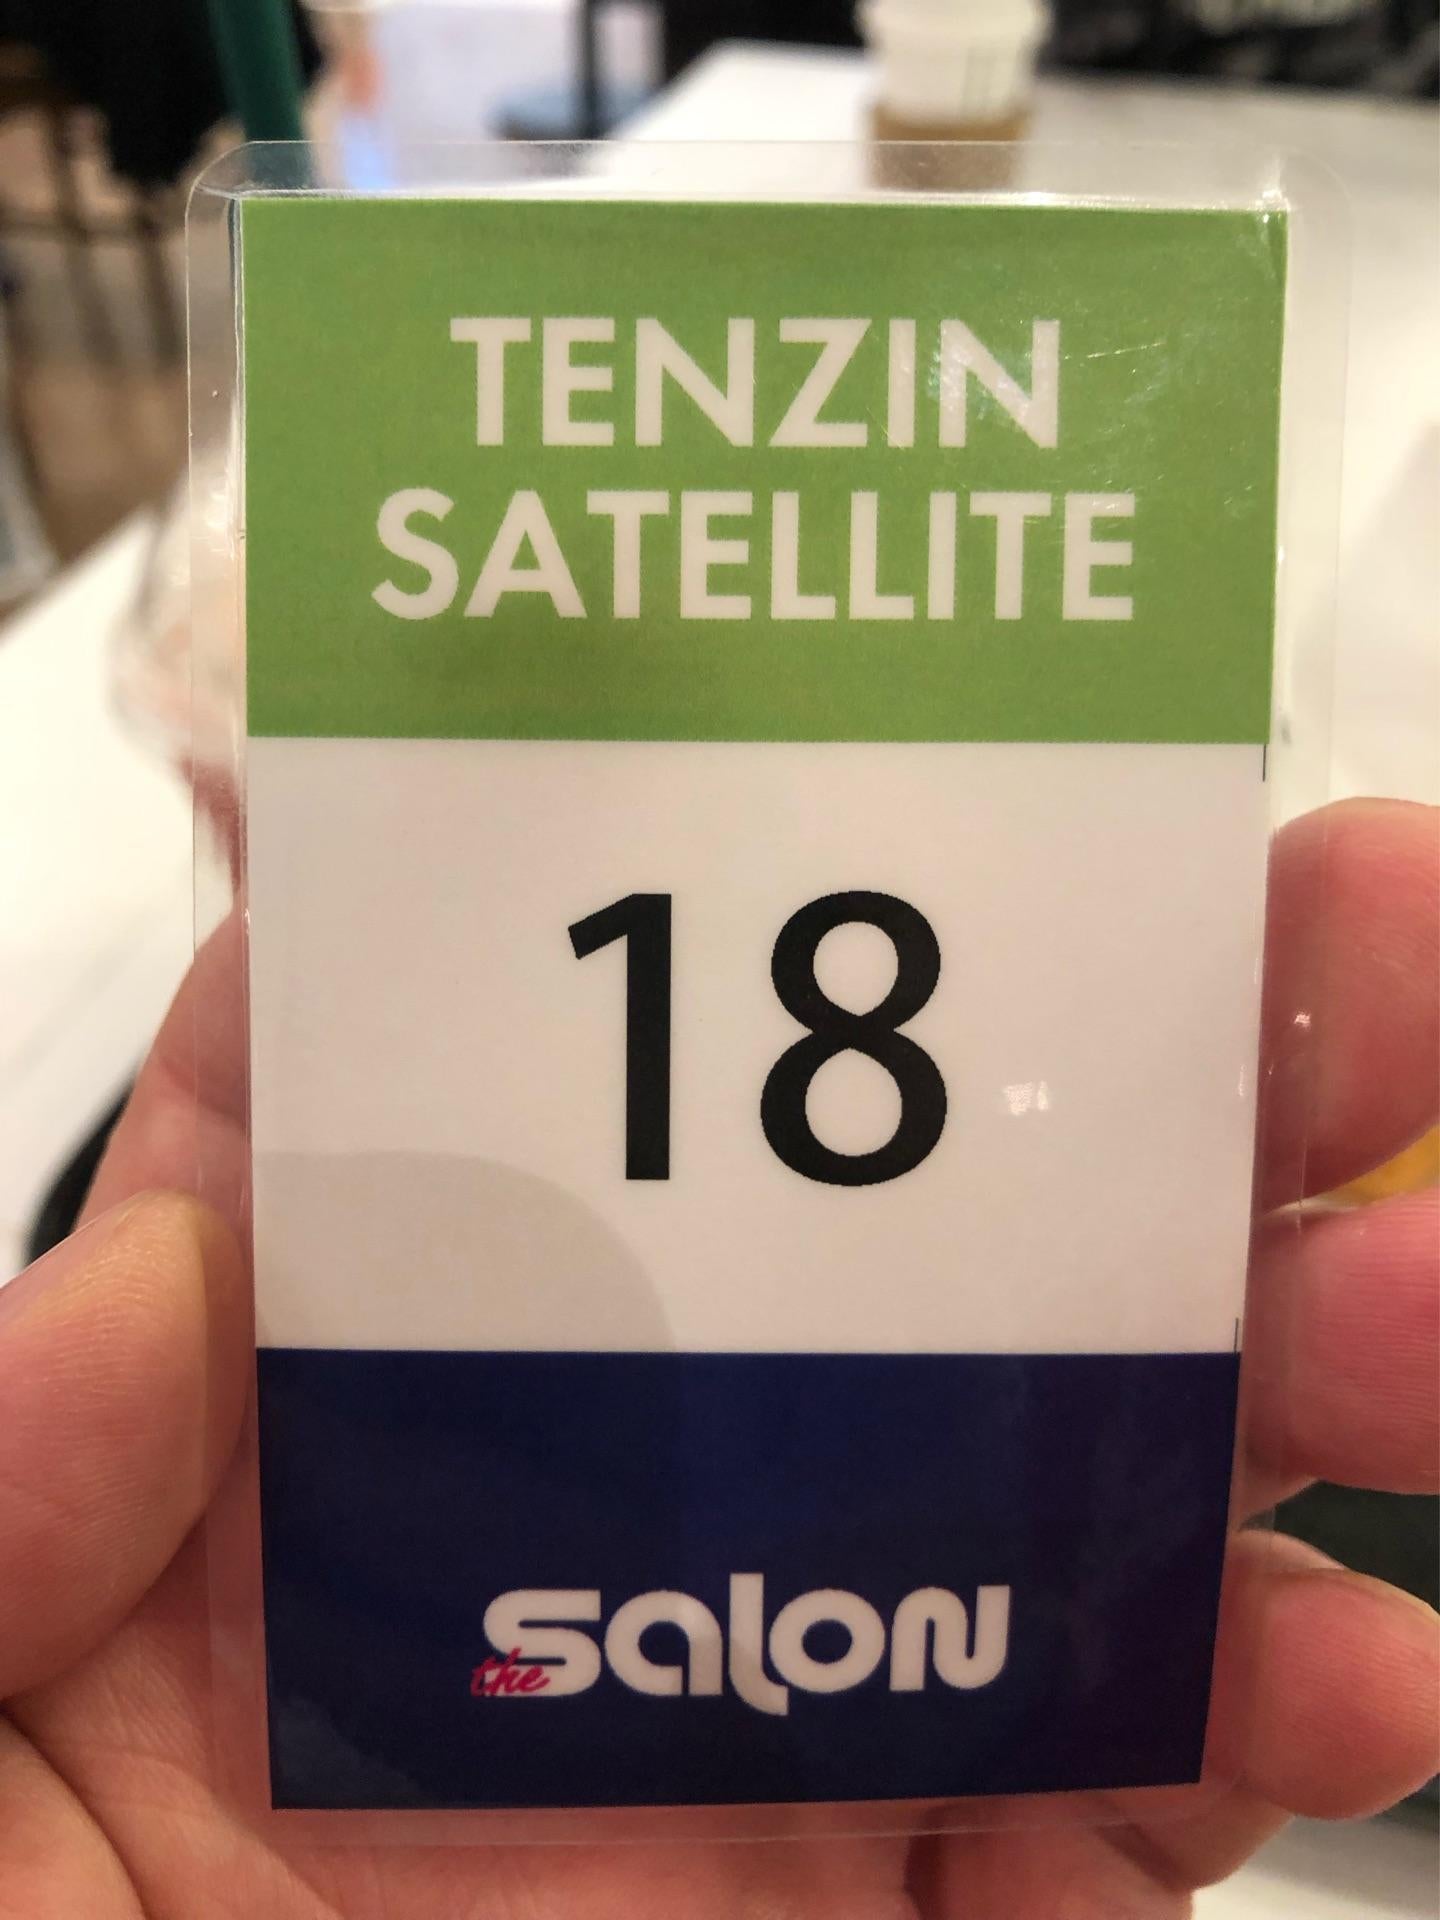 TENZIN
SATELLITE
18
the salon